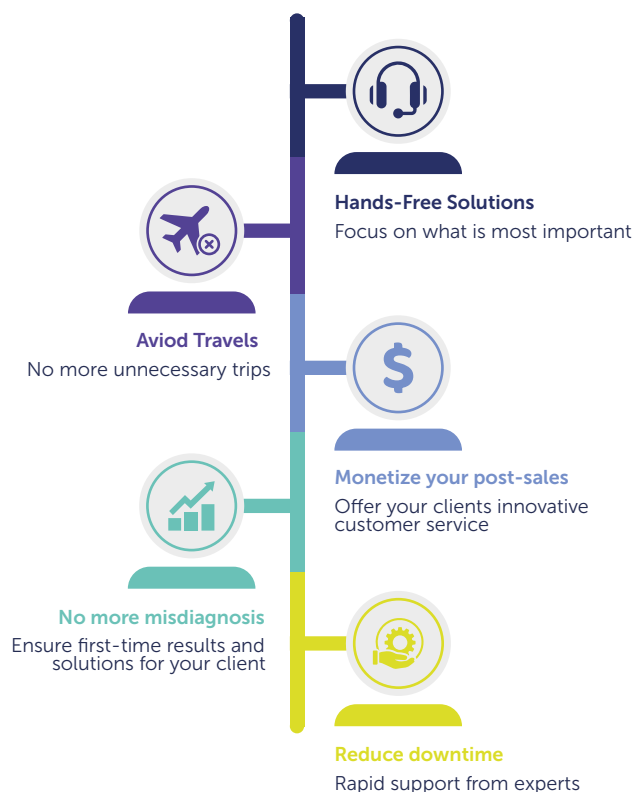 Hands-Free Solutions
Focus on what is most important
Aviod Travels
No more unnecessary trips
Monetize your post-sales
Offer your clients innovative
customer service
No more misdiagnosis
Ensure first-time results and
solutions for your client
Reduce downtime
Rapid support from experts